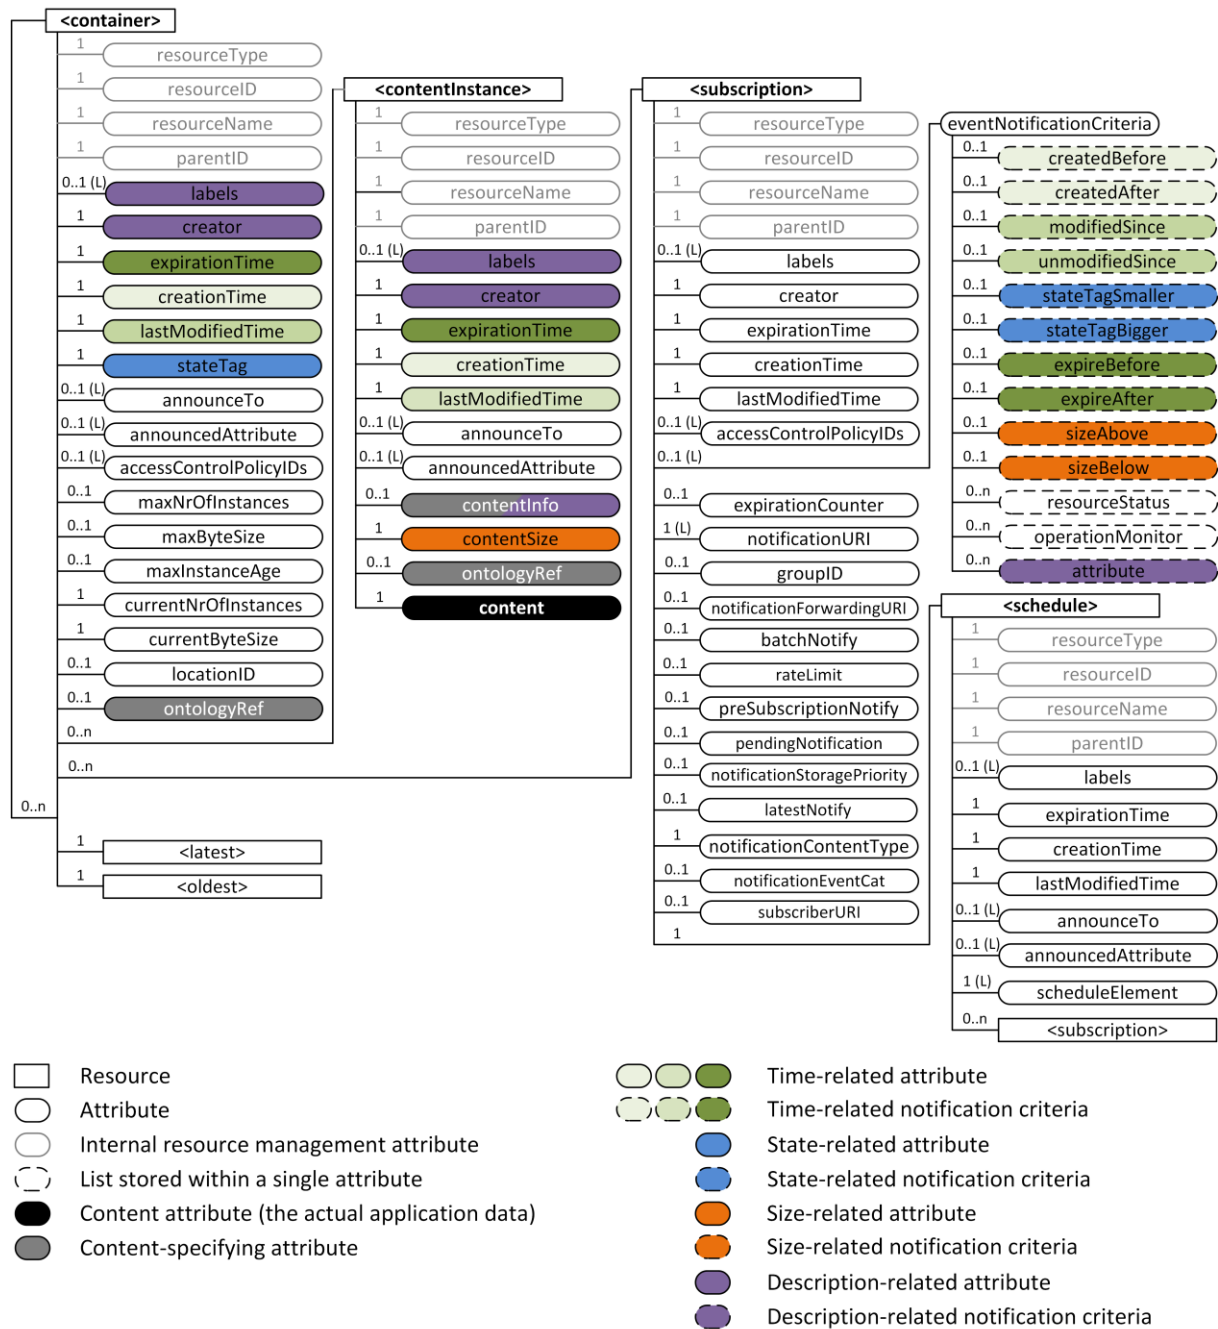 <container>
1 resourceType
1 resourceID
1 resourceName
1 parentID
0..1 (L) labels
1 creator
1 expirationTime
1 creationTime
1 lastModifiedTime
1 stateTag
0..1 (L) announceTo
0..1 (L) announcedAttribute
0..1 (L) accessControlPolicyIDs
0..1 maxNrOfInstances
0..1 maxByteSize
0..1 maxInstanceAge
1 currentNrOfInstances
1 currentByteSize
0..1 locationID
0..1 ontologyRef
0..n
0..n
0..n
1 <latest>
1 <oldest>
<contentInstance>
1 resourceType
1 resourceID
1 resourceName
1 parentID
0..1 (L) labels
1 creator
1 expirationTime
1 creationTime
1 lastModifiedTime
0..1 (L) announceTo
0..1 (L) announcedAttribute
0..1 contentInfo
1 contentSize
0..1 ontologyRef
1 content
<subscription>
1 resourceType
1 resourceID
1 resourceName
1 parentID
0..1 (L) labels
1 creator
1 expirationTime
1 creationTime
1 lastModifiedTime
0..1 (L) accessControlPolicyIDs
0..1 (L)
0..1 expirationCounter
1 (L) notificationURI
0..1 groupID
0..1 notificationForwardingURI
0..1 batchNotify
0..1 rateLimit
0..1 preSubscriptionNotify
0..1 pendingNotification
0..1 notificationStoragePriority
0..1 latestNotify
1 notificationContentType
0..1 notificationEventCat
0..1 subscriberURI
1
eventNotificationCriteria
0..1 createdBefore
0..1 createdAfter
0..1 modifiedSince
0..1 unmodifiedSince
0..1 stateTagSmaller
0..1 stateTagBigger
0..1 expireBefore
0..1 expireAfter
0..1 sizeAbove
0..1 sizeBelow
0..n resourceStatus
0..n operationMonitor
0..n attribute
<schedule>
1 resourceType
1 resourceID
1 resourceName
1 parentID
0..1 (L) labels
1 expirationTime
1 creationTime
1 lastModifiedTime
0..1 (L) announceTo
0..1 (L) announcedAttribute
1 (L) scheduleElement
0..n <subscription>
Resource
Attribute
Internal resource management attribute
List stored within a single attribute
Content attribute (the actual application data)
Content-specifying attribute
Time-related attribute
Time-related notification criteria
State-related attribute
State-related notification criteria
Size-related attribute
Size-related notification criteria
Description-related attribute
Description-related notification criteria